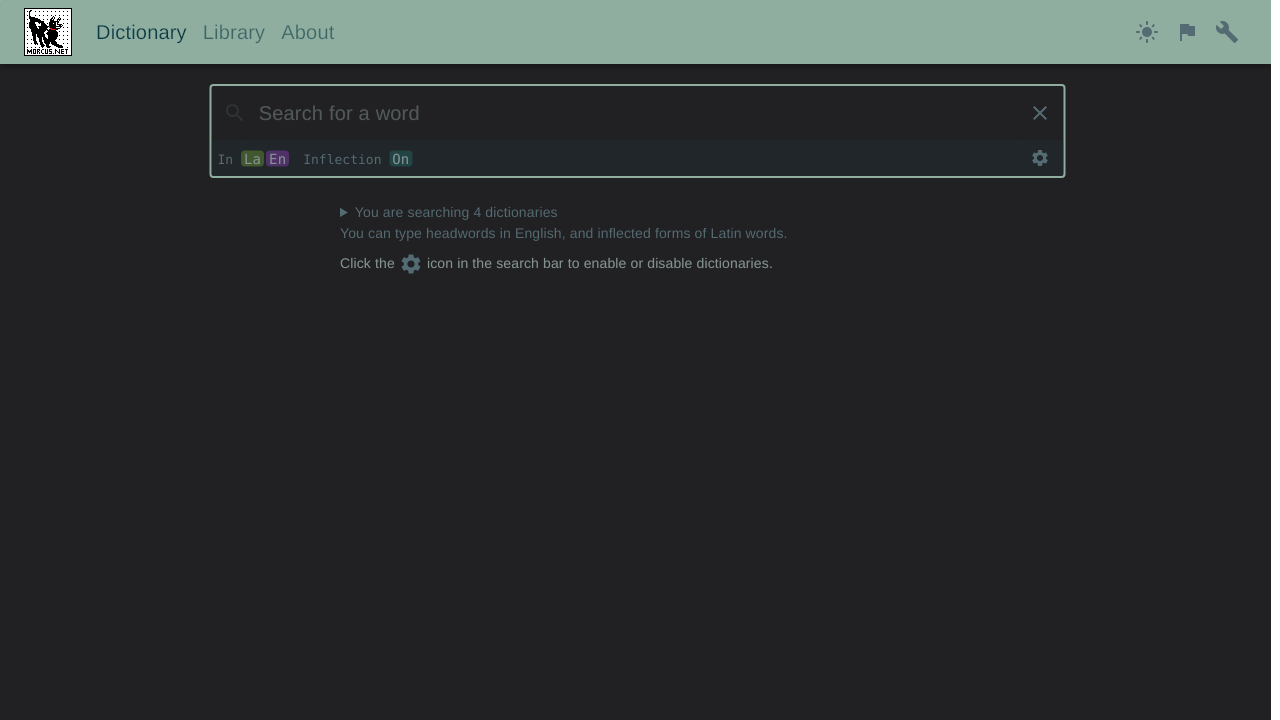 MORCUS.NET
Dictionary Library About
Search for a word
In La En Inflection On
You are searching 4 dictionaries
You can type headwords in English, and inflected forms of Latin words.
Click the icon in the search bar to enable or disable dictionaries.